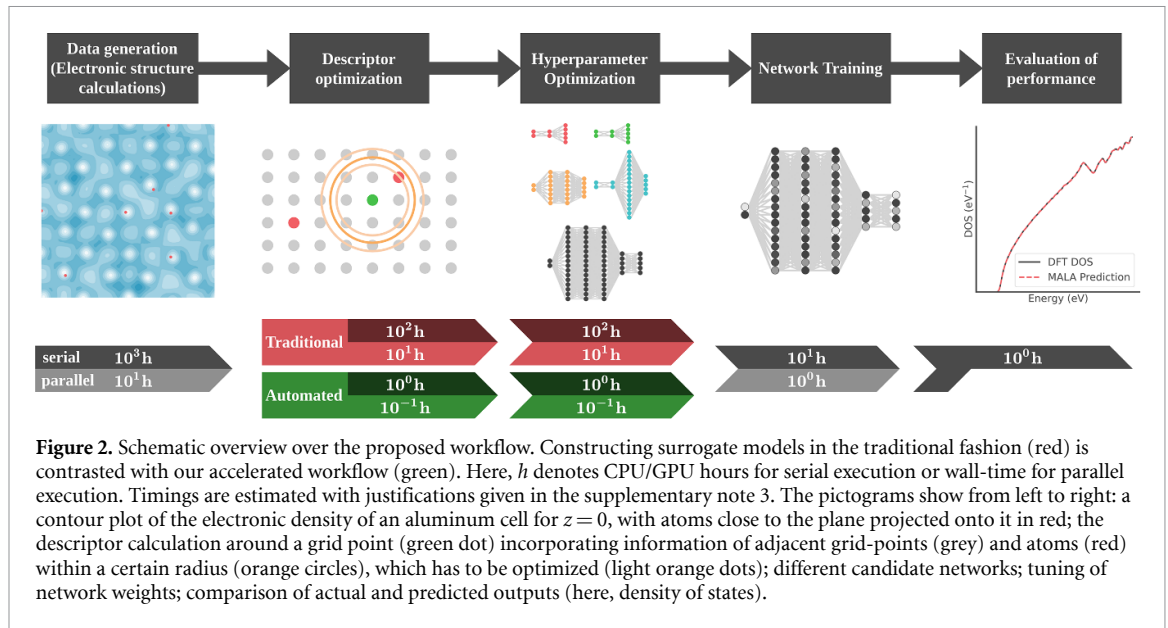 Data generation
(Electronic structure
calculations)
Descriptor
optimization
Hyperparameter
Optimization
Network Training
Evaluation of
performance
DOS (eV⁻¹)
DFT DOS
MALA Prediction
Energy (eV)
serial 10³h
parallel 10¹h
Traditional
10²h
10¹h
Automated
10⁰h
10⁻¹h
10²h
10¹h
10⁰h
10⁻¹h
10¹h
10⁰h
10⁰h
Figure 2. Schematic overview over the proposed workflow. Constructing surrogate models in the traditional fashion (red) is
contrasted with our accelerated workflow (green). Here, h denotes CPU/GPU hours for serial execution or wall-time for parallel
execution. Timings are estimated with justifications given in the supplementary note 3. The pictograms show from left to right: a
contour plot of the electronic density of an aluminum cell for z = 0, with atoms close to the plane projected onto it in red; the
descriptor calculation around a grid point (green dot) incorporating information of adjacent grid-points (grey) and atoms (red)
within a certain radius (orange circles), which has to be optimized (light orange dots); different candidate networks; tuning of
network weights; comparison of actual and predicted outputs (here, density of states).